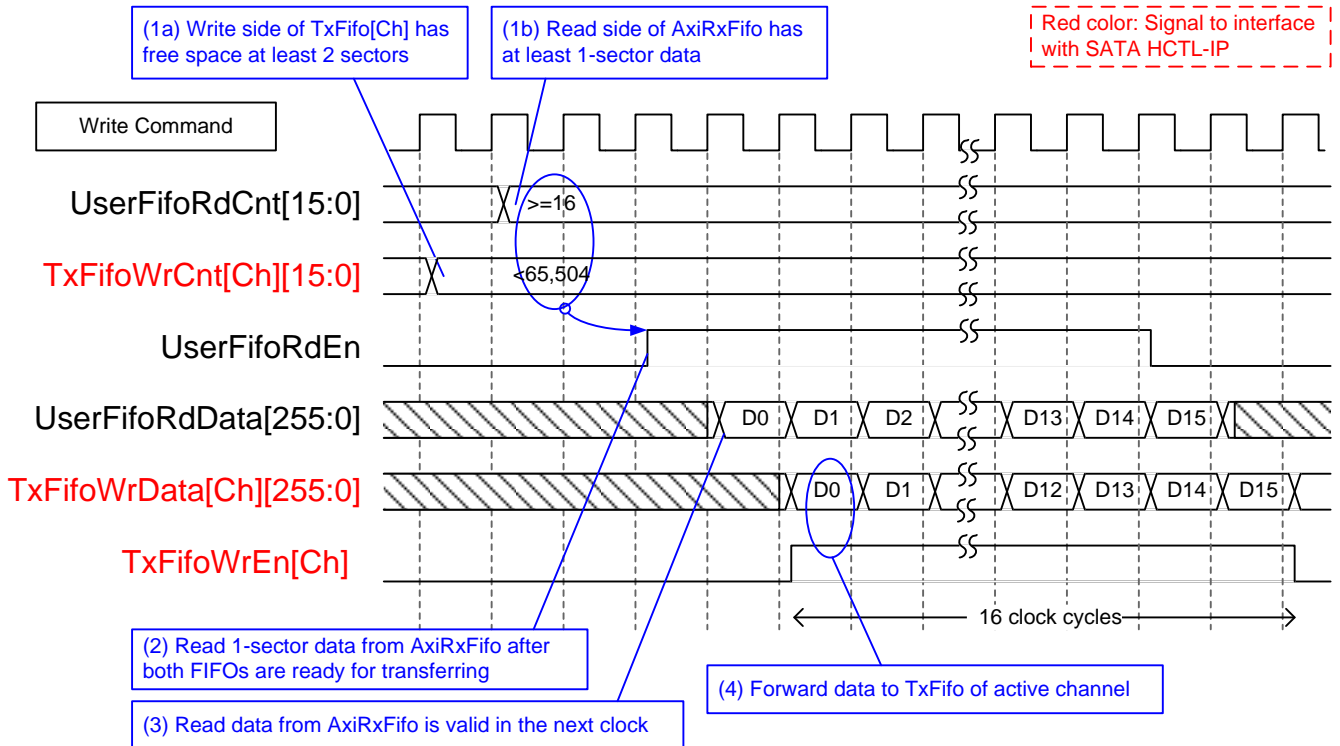 (1a) Write side of TxFifo[Ch] has
free space at least 2 sectors
(1b) Read side of AxiRxFifo has
at least 1-sector data
Red color: Signal to interface
with SATA HCTL-IP
Write Command
UserFifoRdCnt[15:0]
>=16
TxFifoWrCnt[Ch][15:0]
<65,504
UserFifoRdEn
UserFifoRdData[255:0]
D0 D1 D2 D13 D14 D15
TxFifoWrData[Ch][255:0]
D0 D1 D12 D13 D14 D15
TxFifoWrEn[Ch]
16 clock cycles
(2) Read 1-sector data from AxiRxFifo after
both FIFOs are ready for transferring
(4) Forward data to TxFifo of active channel
(3) Read data from AxiRxFifo is valid in the next clock